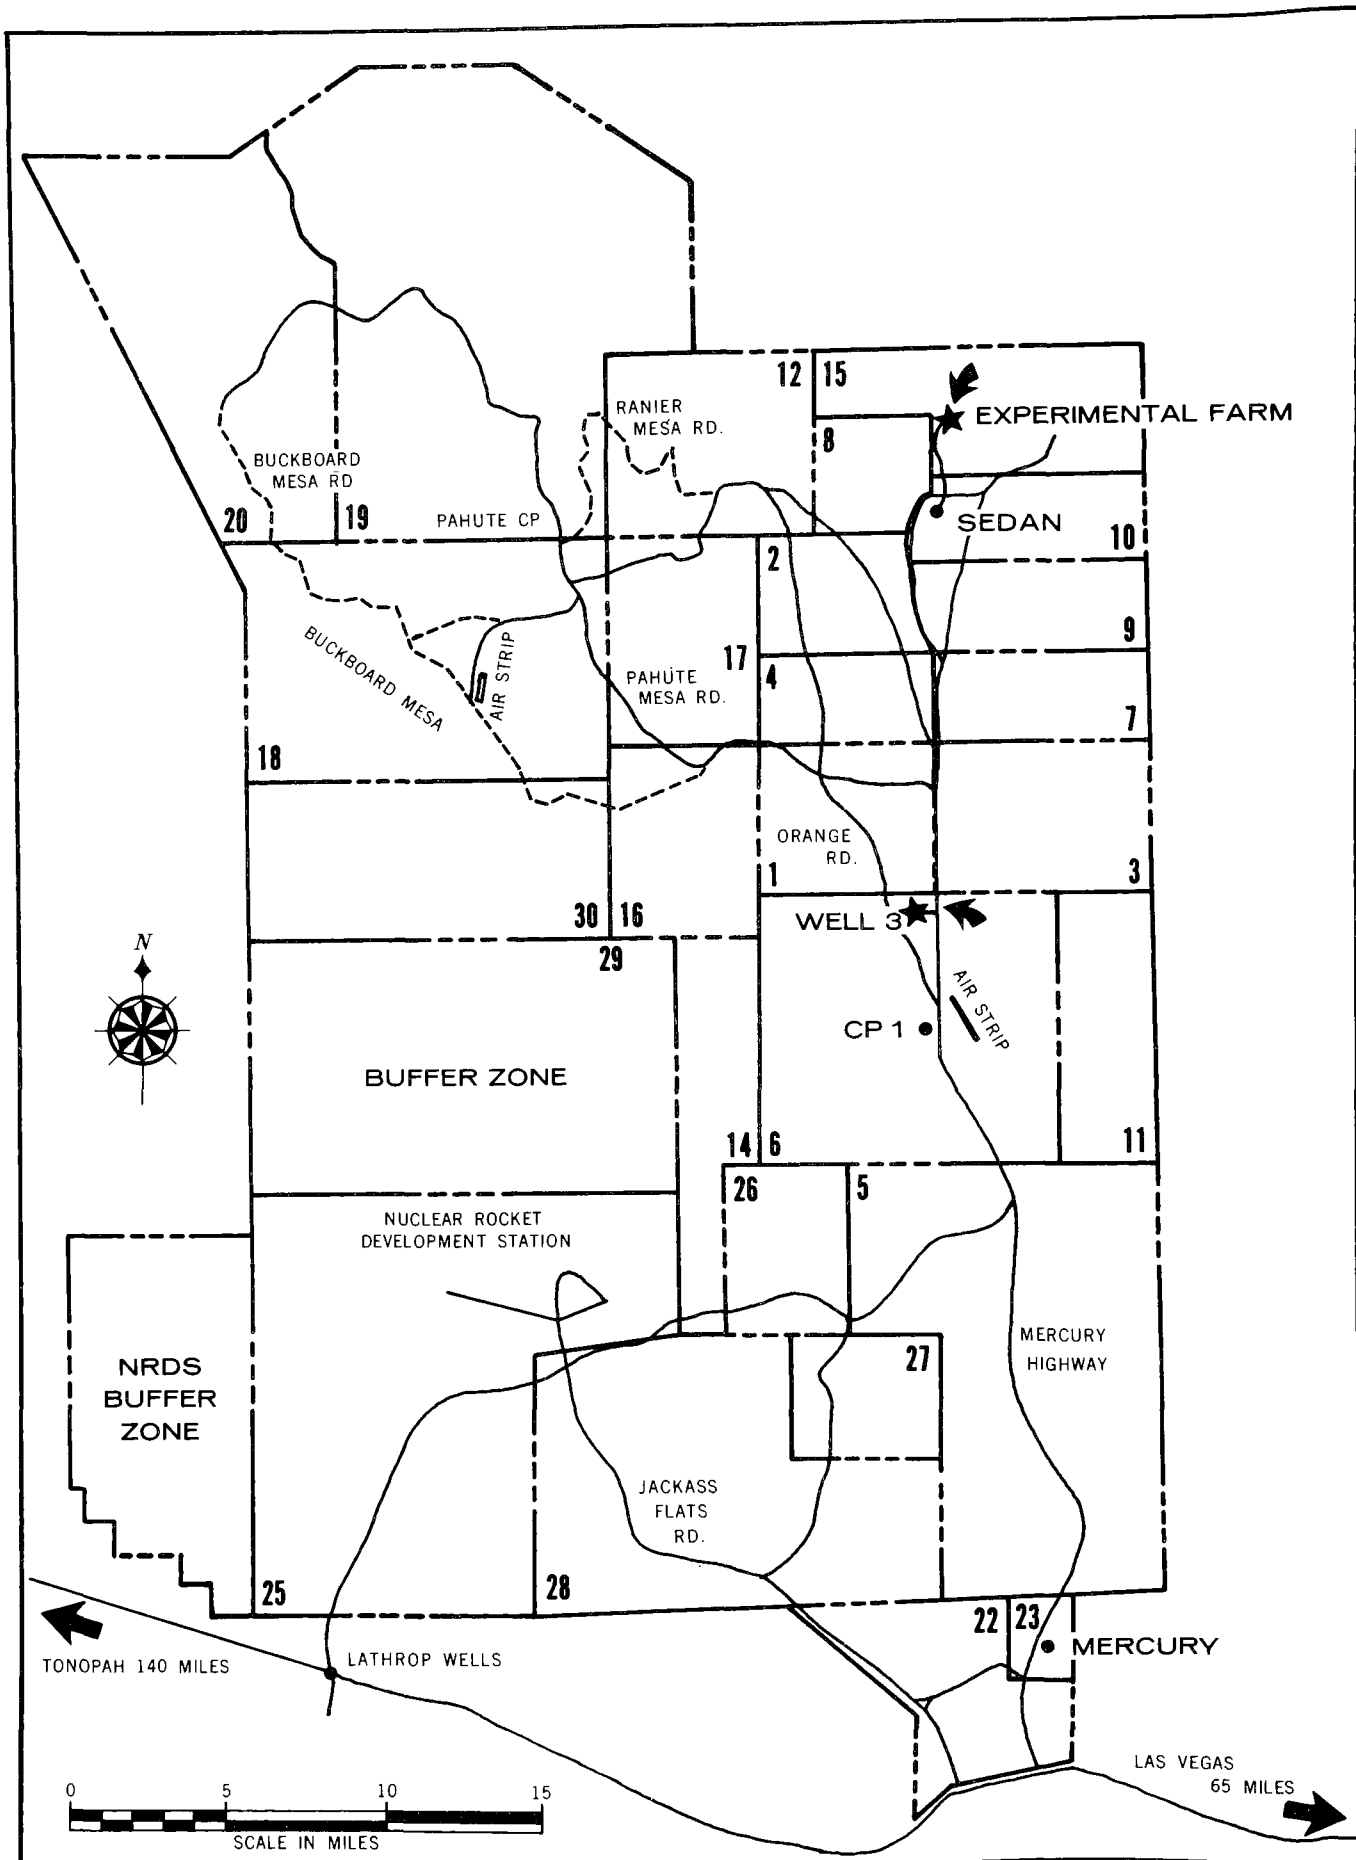 12
15
EXPERIMENTAL FARM
RANIER
MESA RD.
8
BUCKBOARD
MESA RD
20
19
PAHUTE CP
SEDAN
10
2
9
BUCKBOARD MESA
AIR STRIP
17
4
PAHUTE
MESA RD.
7
18
ORANGE
RD.
1
3
30
16
WELL 3
29
N
AIR STRIP
CP 1
BUFFER ZONE
14
6
11
26
5
NUCLEAR ROCKET
DEVELOPMENT STATION
MERCURY
HIGHWAY
27
NRDS
BUFFER
ZONE
JACKASS
FLATS
RD.
25
28
22
23
MERCURY
TONOPAH 140 MILES
LATHROP WELLS
LAS VEGAS
65 MILES
0
5
10
15
SCALE IN MILES